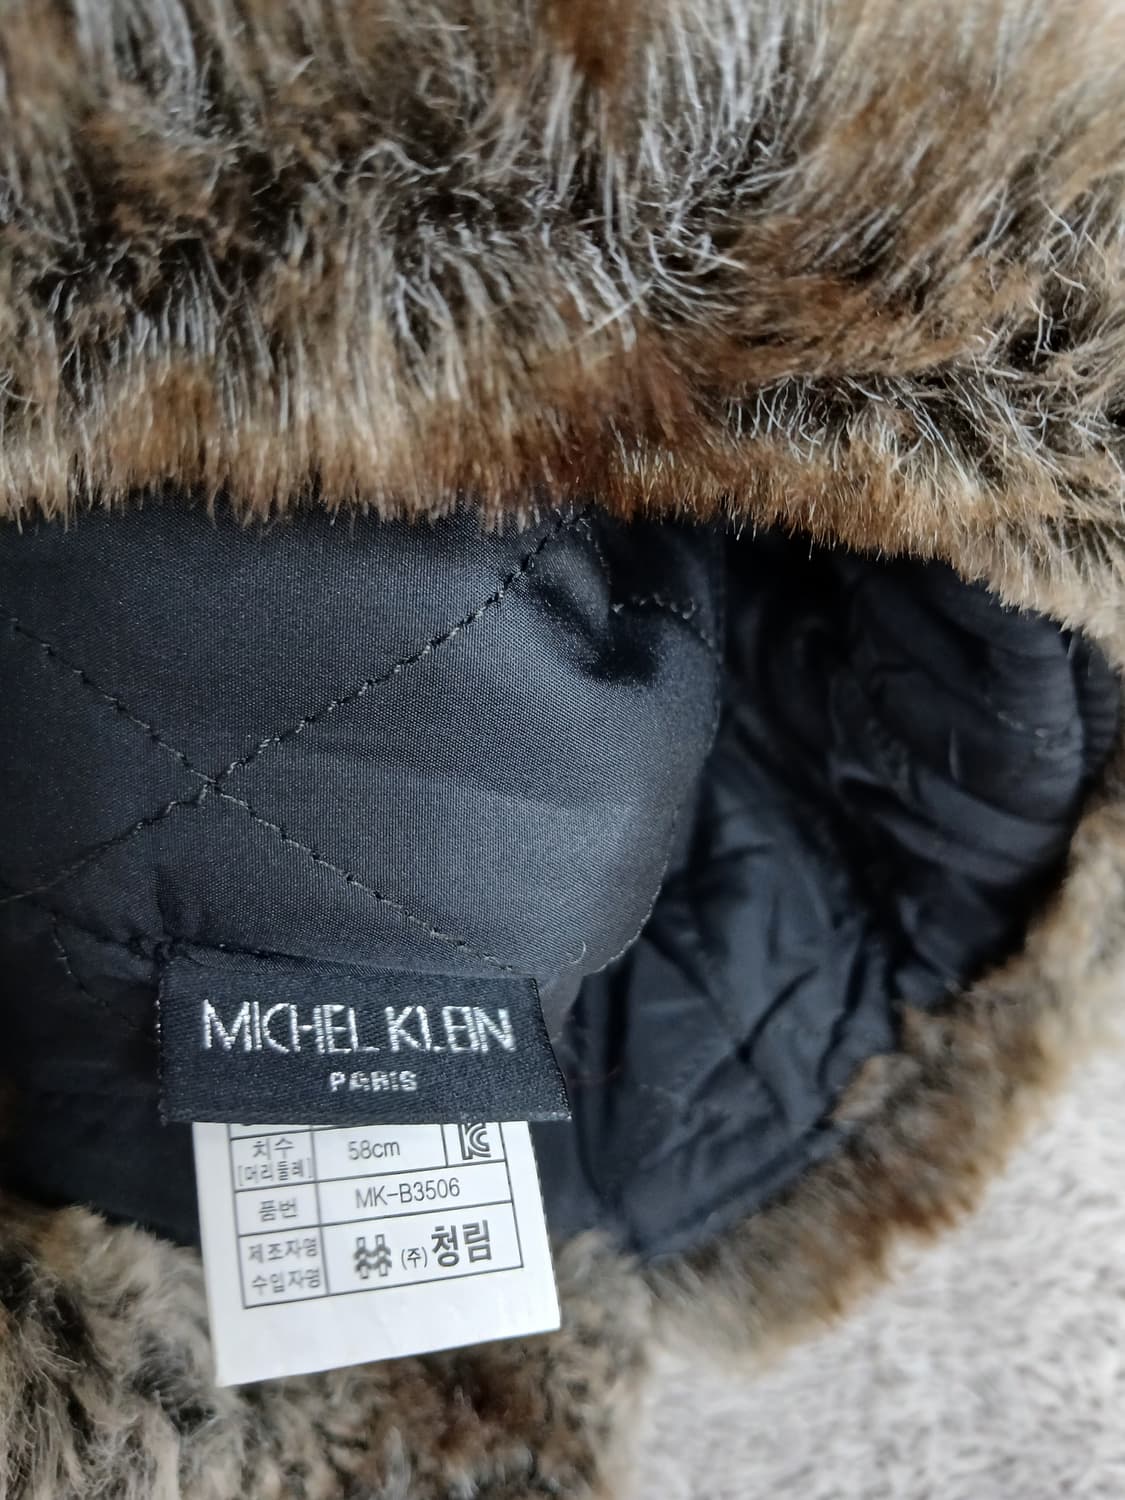 MICHEL KLEIN
PARIS
치수 58cm
[머리둘레]
품번 MK-B3506
제조자명 (주)청림
수입자명